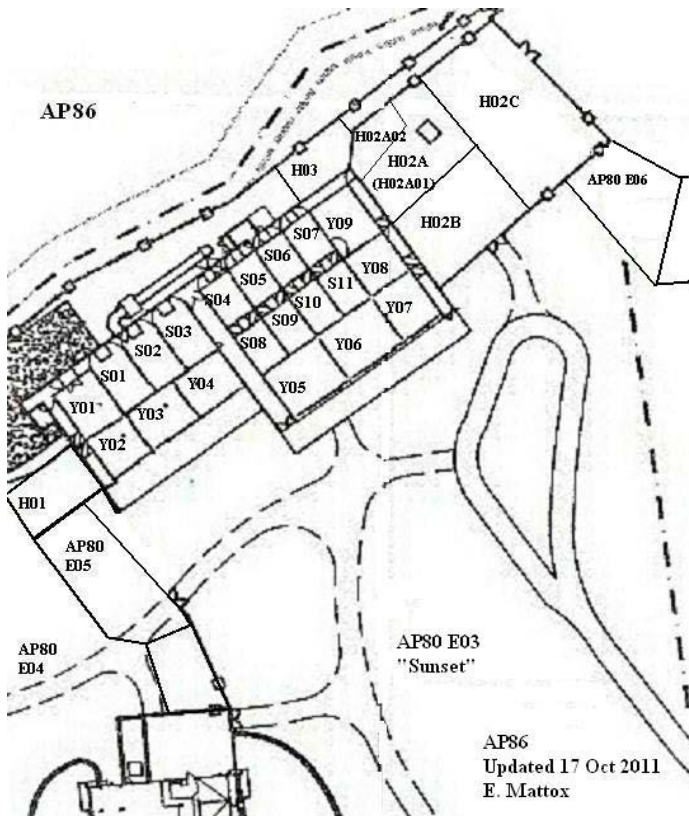 AP86
H02C
H02A02
H03
H02A
(H02A01)
AP80 E06
H02B
Y09
S07
S06
Y08
S05
S11
S04
S10
Y07
S03
S09
S02
S08
Y06
S01
Y04
Y05
Y01
Y03
Y02
H01
AP80
E05
AP80
E04
AP80 E03
"Sunset"
AP86
Updated 17 Oct 2011
E. Mattox